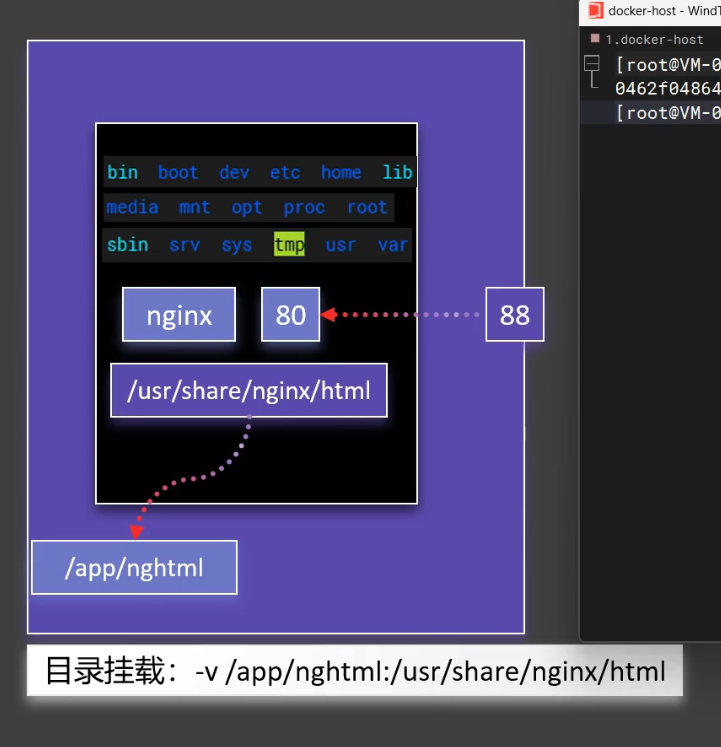 docker-host - WindT
1.docker-host
[root@VM-0
0462f04864
[root@VM-0
bin boot dev etc home lib
media mnt opt proc root
sbin srv sys tmp usr var
nginx 80 88
/usr/share/nginx/html
/app/nghtml
目录挂载：-v /app/nghtml:/usr/share/nginx/html